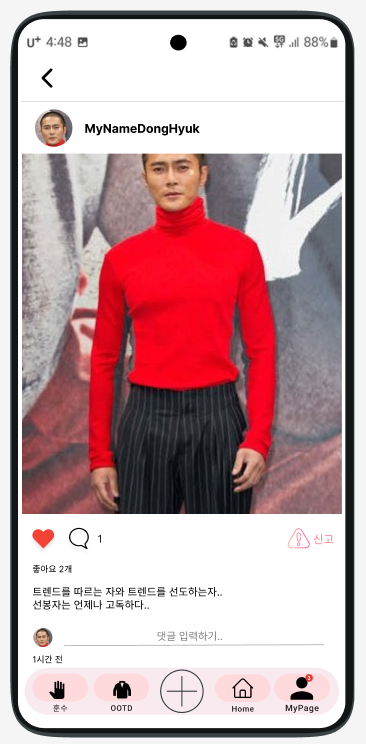 U+ 4:48
5G 88%
MyNameDongHyuk
1 신고
좋아요 2개
트렌드를 따르는 자와 트렌드를 선도하는자..
선봉자는 언제나 고독하다..
댓글 입력하기..
1시간 전
3
훈수 OOTD Home MyPage